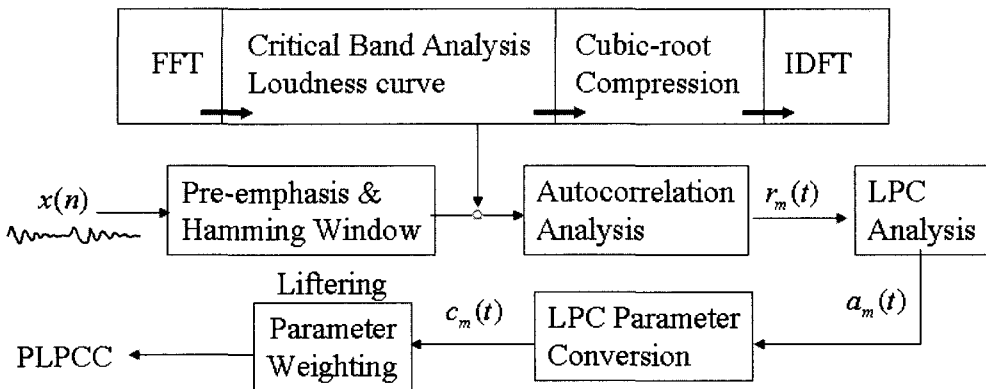 FFT
Critical Band Analysis
Loudness curve
Cubic-root
Compression
IDFT
x(n)
Pre-emphasis &
Hamming Window
Autocorrelation
Analysis
r_m(t)
LPC
Analysis
a_m(t)
LPC Parameter
Conversion
c_m(t)
Liftering
Parameter
Weighting
PLPCC